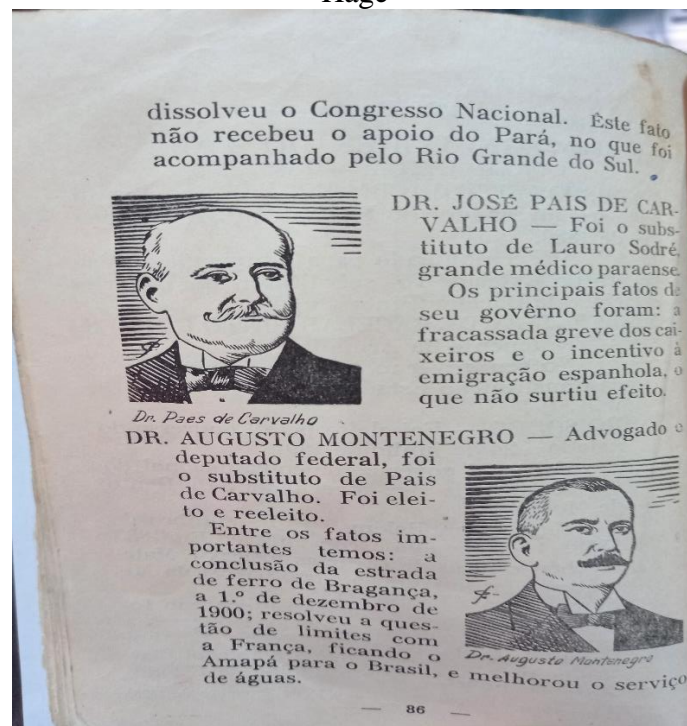 dissolveu o Congresso Nacional. Êste fato
não recebeu o apoio do Pará, no que foi
acompanhado pelo Rio Grande do Sul.
DR. JOSÉ PAIS DE CAR-
VALHO — Foi o subs-
tituto de Lauro Sodré,
grande médico paraense.
Os principais fatos de
seu govêrno foram: a
fracassada greve dos cai-
xeiros e o incentivo à
emigração espanhola, o
que não surtiu efeito.
Dr. Paes de Carvalho
DR. AUGUSTO MONTENEGRO — Advogado e
deputado federal, foi
o substituto de Pais
de Carvalho. Foi elei-
to e reeleito.
Entre os fatos im-
portantes temos: a
conclusão da estrada
de ferro de Bragança,
a 1.º de dezembro de
1900; resolveu a ques-
tão de limites com
a França, ficando o
Amapá para o Brasil, e melhorou o serviço
de águas.
Dr. Augusto Montenegro
— 86 —